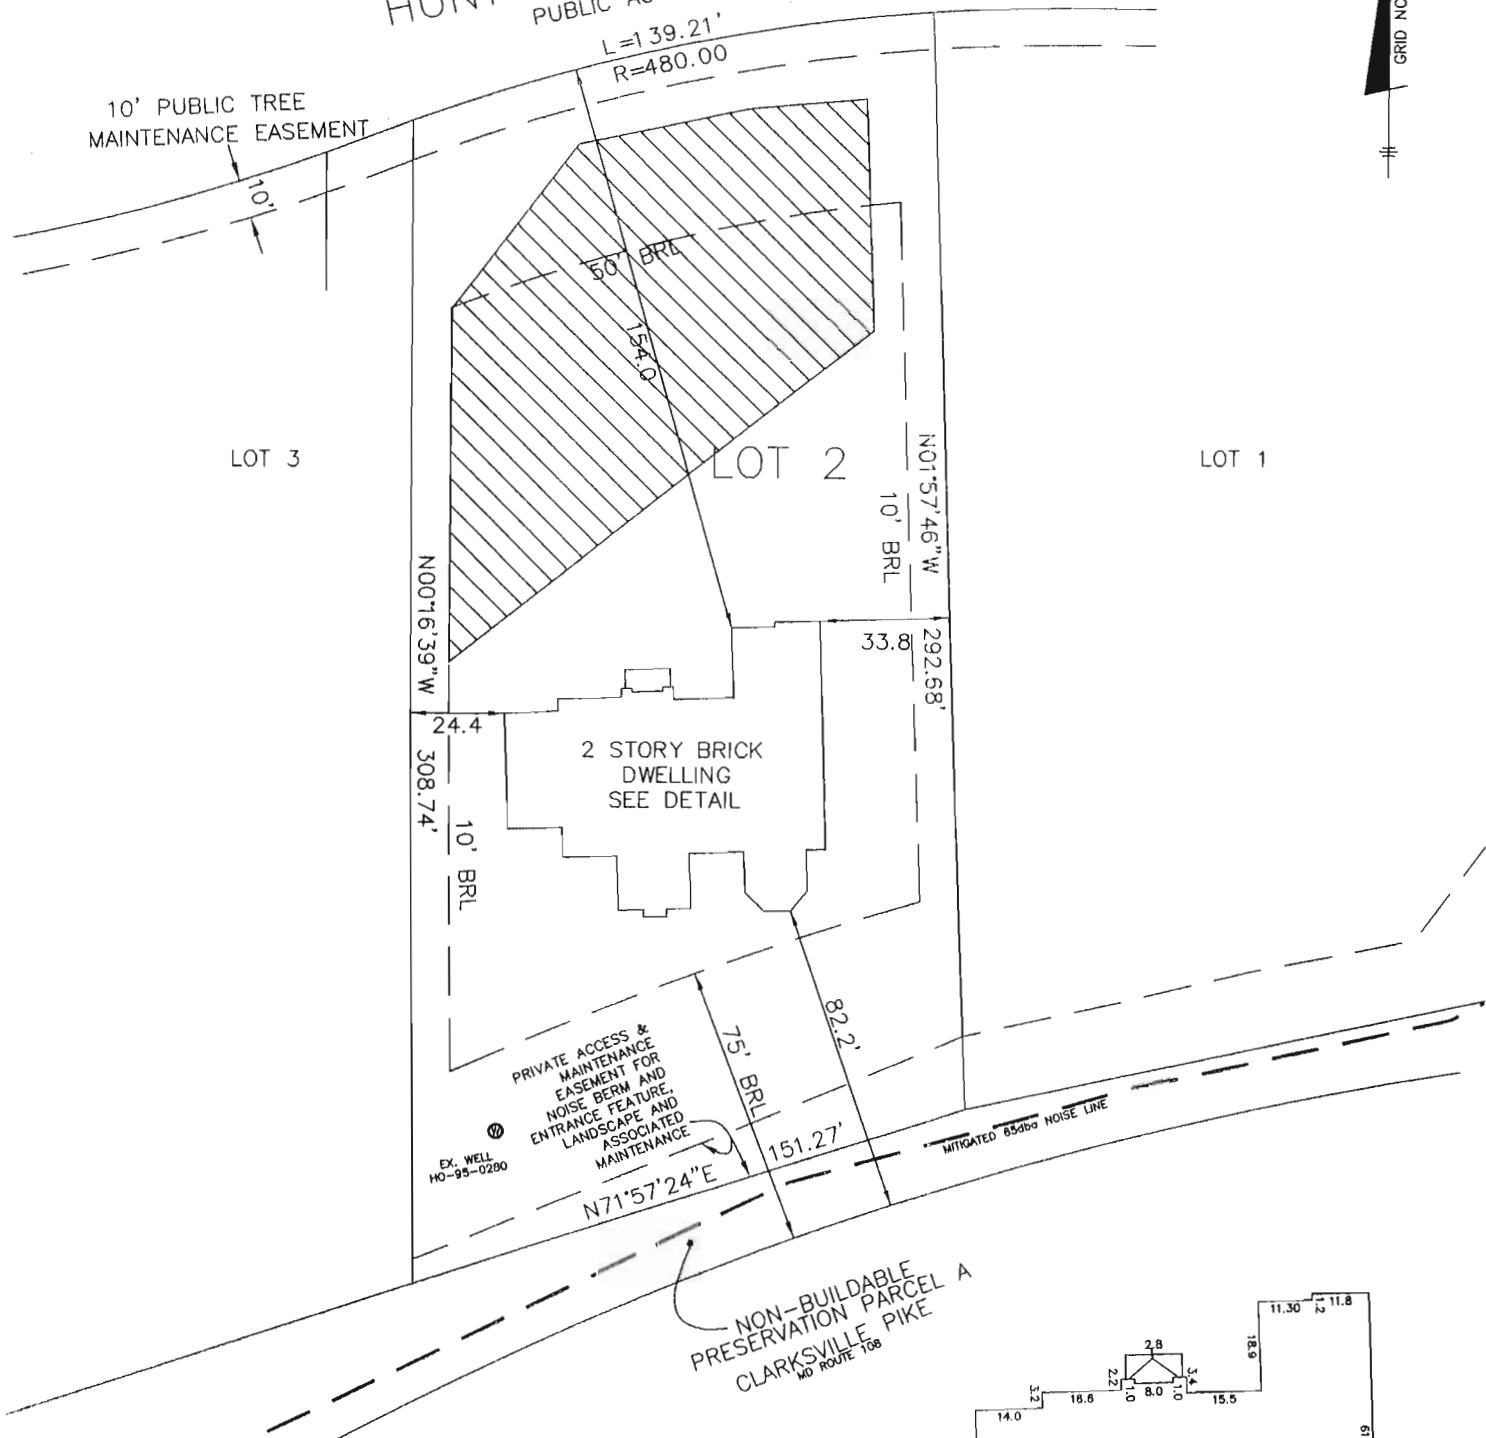 PUBLIC
L=139.21'
R=480.00
GRID
10' PUBLIC TREE
MAINTENANCE EASEMENT
10'
50' BRL
154.0
LOT 3
LOT 2
LOT 1
N01°57'46"W
292.68'
10' BRL
N00°16'39"W
308.74'
33.8
24.4
2 STORY BRICK
DWELLING
SEE DETAIL
10' BRL
PRIVATE ACCESS &
MAINTENANCE
EASEMENT FOR
NOISE BERM AND
ENTRANCE FEATURE,
LANDSCAPE AND
ASSOCIATED
MAINTENANCE
75' BRL
82.2'
EX. WELL
HO-95-0280
N71°57'24"E
151.27'
MITIGATED 65dba NOISE LINE
NON-BUILDABLE
PRESERVATION PARCEL A
CLARKSVILLE PIKE
MD ROUTE 108
11.30
1.2
11.8
18.9
2.8
2.2
1.0
8.0
1.0
3.4
3.2
16.6
15.5
14.0